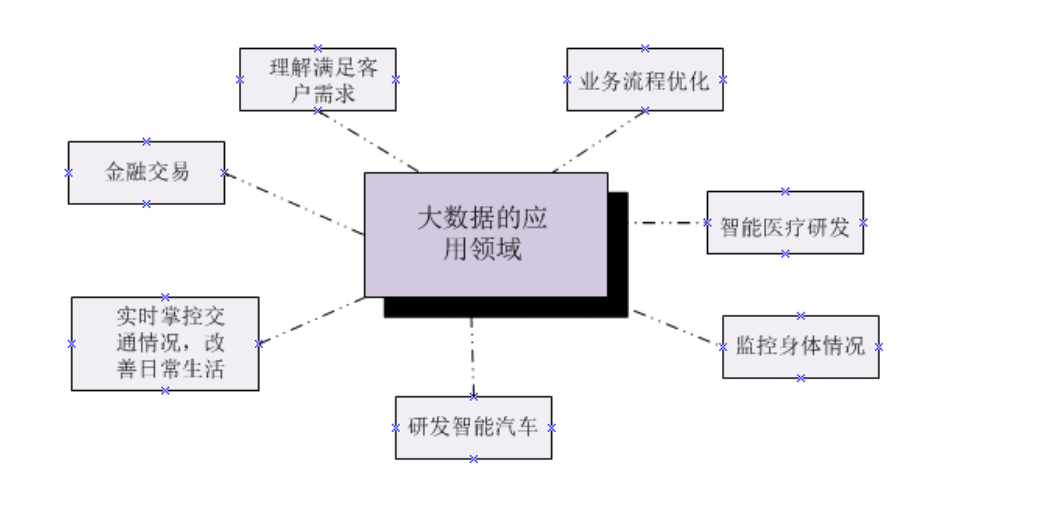 理解满足客
户需求
业务流程优化
金融交易
大数据的应
用领域
智能医疗研发
实时掌控交
通情况，改
善日常生活
监控身体情况
研发智能汽车